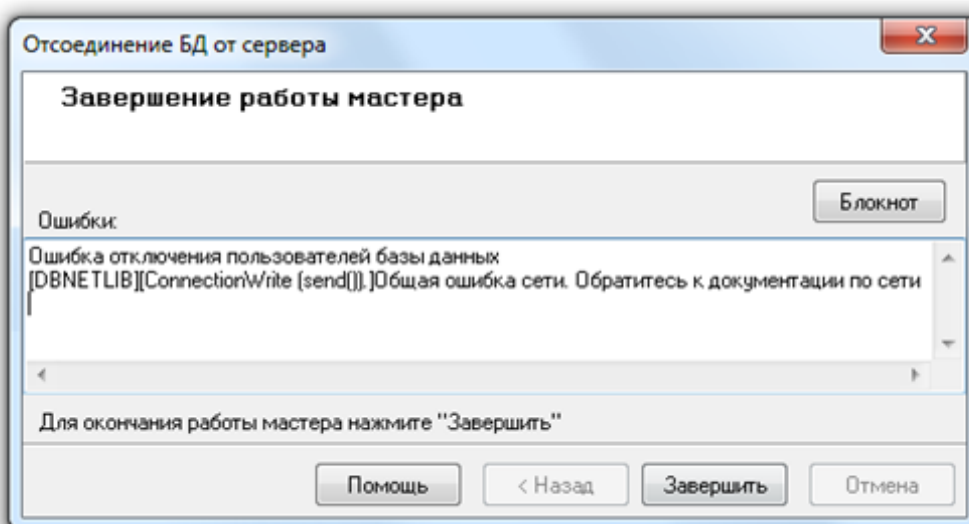 Отсоединение БД от сервера
Завершение работы мастера
Блокнот
Ошибки:
Ошибка отключения пользователей базы данных
[DBNETLIB][ConnectionWrite (send()).]Общая ошибка сети. Обратитесь к документации по сети
Для окончания работы мастера нажмите "Завершить"
Помощь
< Назад
Завершить
Отмена